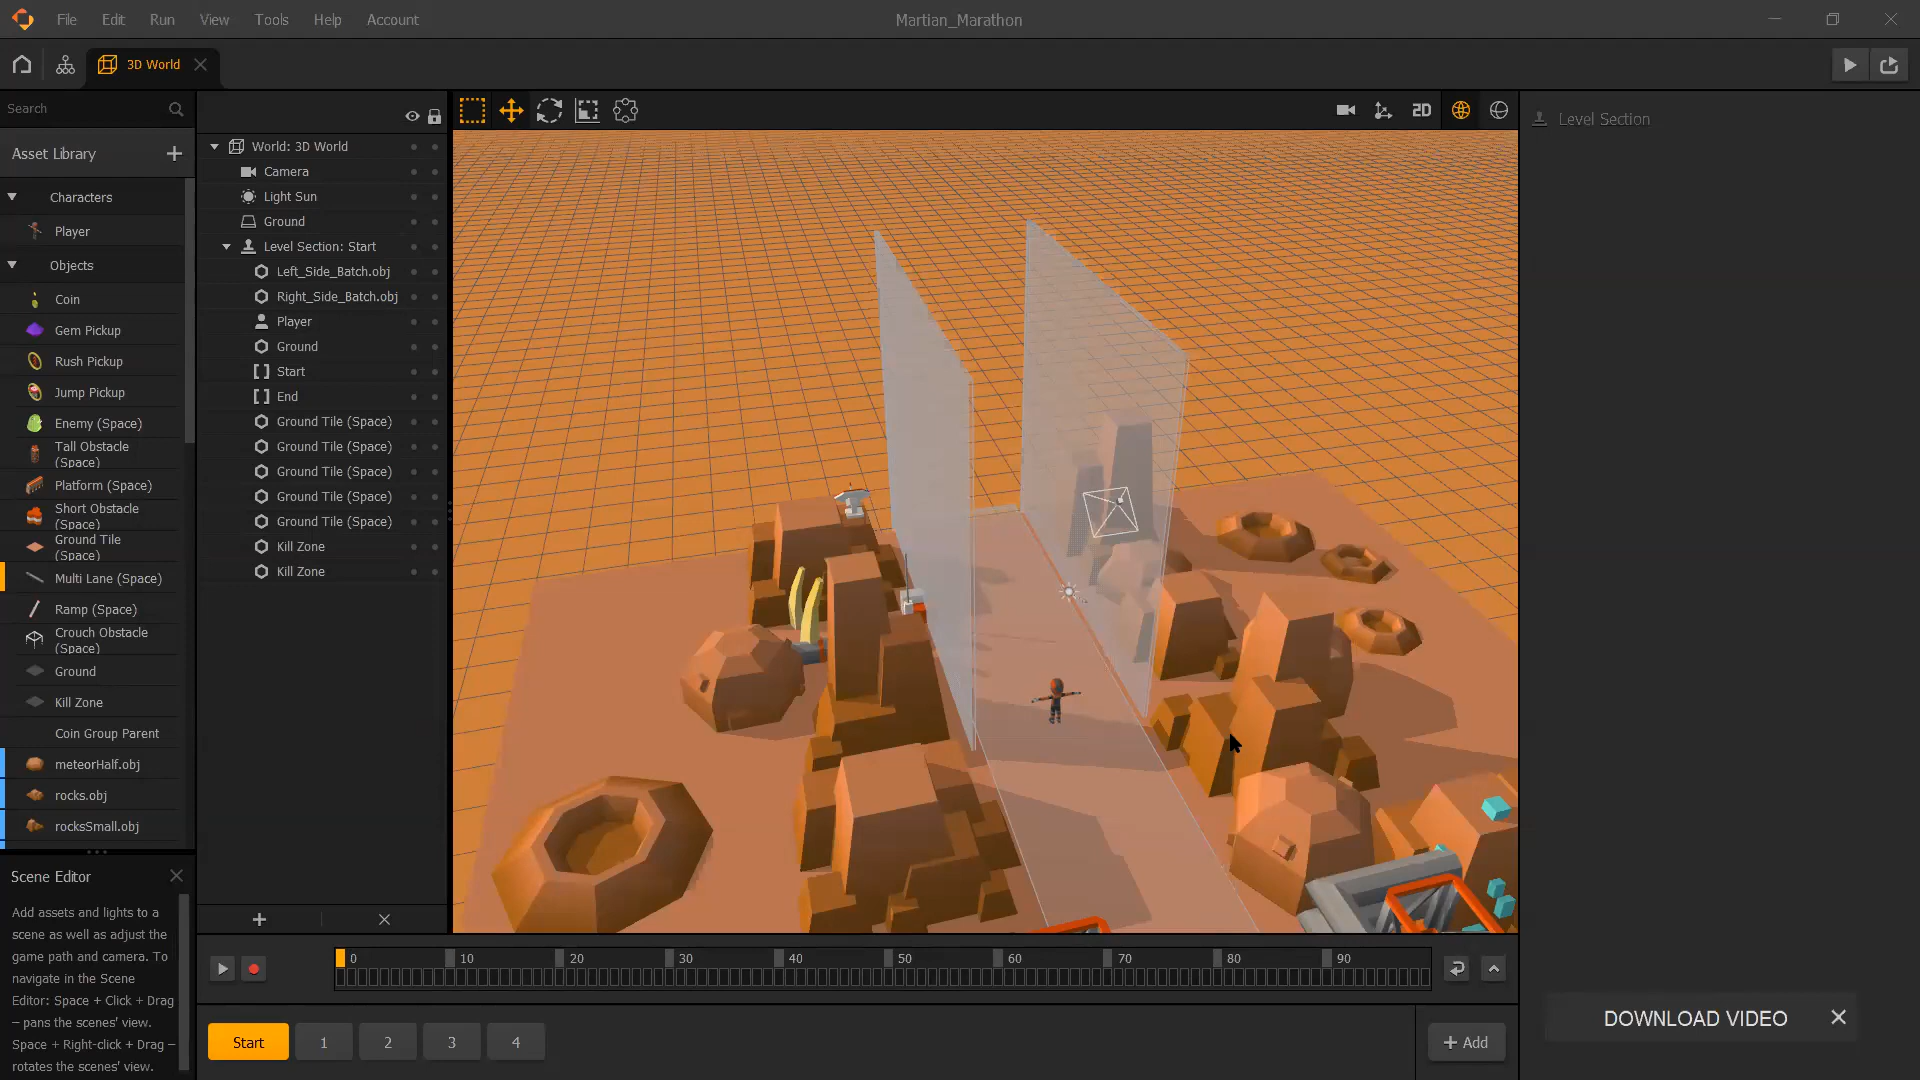 File Edit View Run Tools Help Account
Martian_Marathon
3D World
Search
Asset Library
Characters
Player
Objects
Coin
Gem Pickup
Rush Pickup
Jump Pickup
Enemy (Space)
Tall Obstacle
(Space)
Platform (Space)
Short Obstacle
(Space)
Ground Tile
(Space)
Multi Lane (Space)
Ramp (Space)
Crouch Obstacle
(Space)
Ground
Kill Zone
Coin Group Parent
meteorHalf.obj
rocks.obj
rocksSmall.obj
Scene Editor
Add assets and lights to a
scene as well as adjust the
game path and camera. To
navigate in the Scene
Editor: Space + Click + Drag
– pans the scenes' view.
Space + Right-click + Drag –
rotates the scenes' view.
World: 3D World
Camera
Light Sun
Ground
Level Section: Start
Left_Side_Batch.obj
Right_Side_Batch.obj
Player
Ground
Start
End
Ground Tile (Space)
Ground Tile (Space)
Ground Tile (Space)
Ground Tile (Space)
Ground Tile (Space)
Kill Zone
Kill Zone
2D
Level Section
0 10 20 30 40 50 60 70 80 90
Start 1 2 3 4
+ Add
DOWNLOAD VIDEO